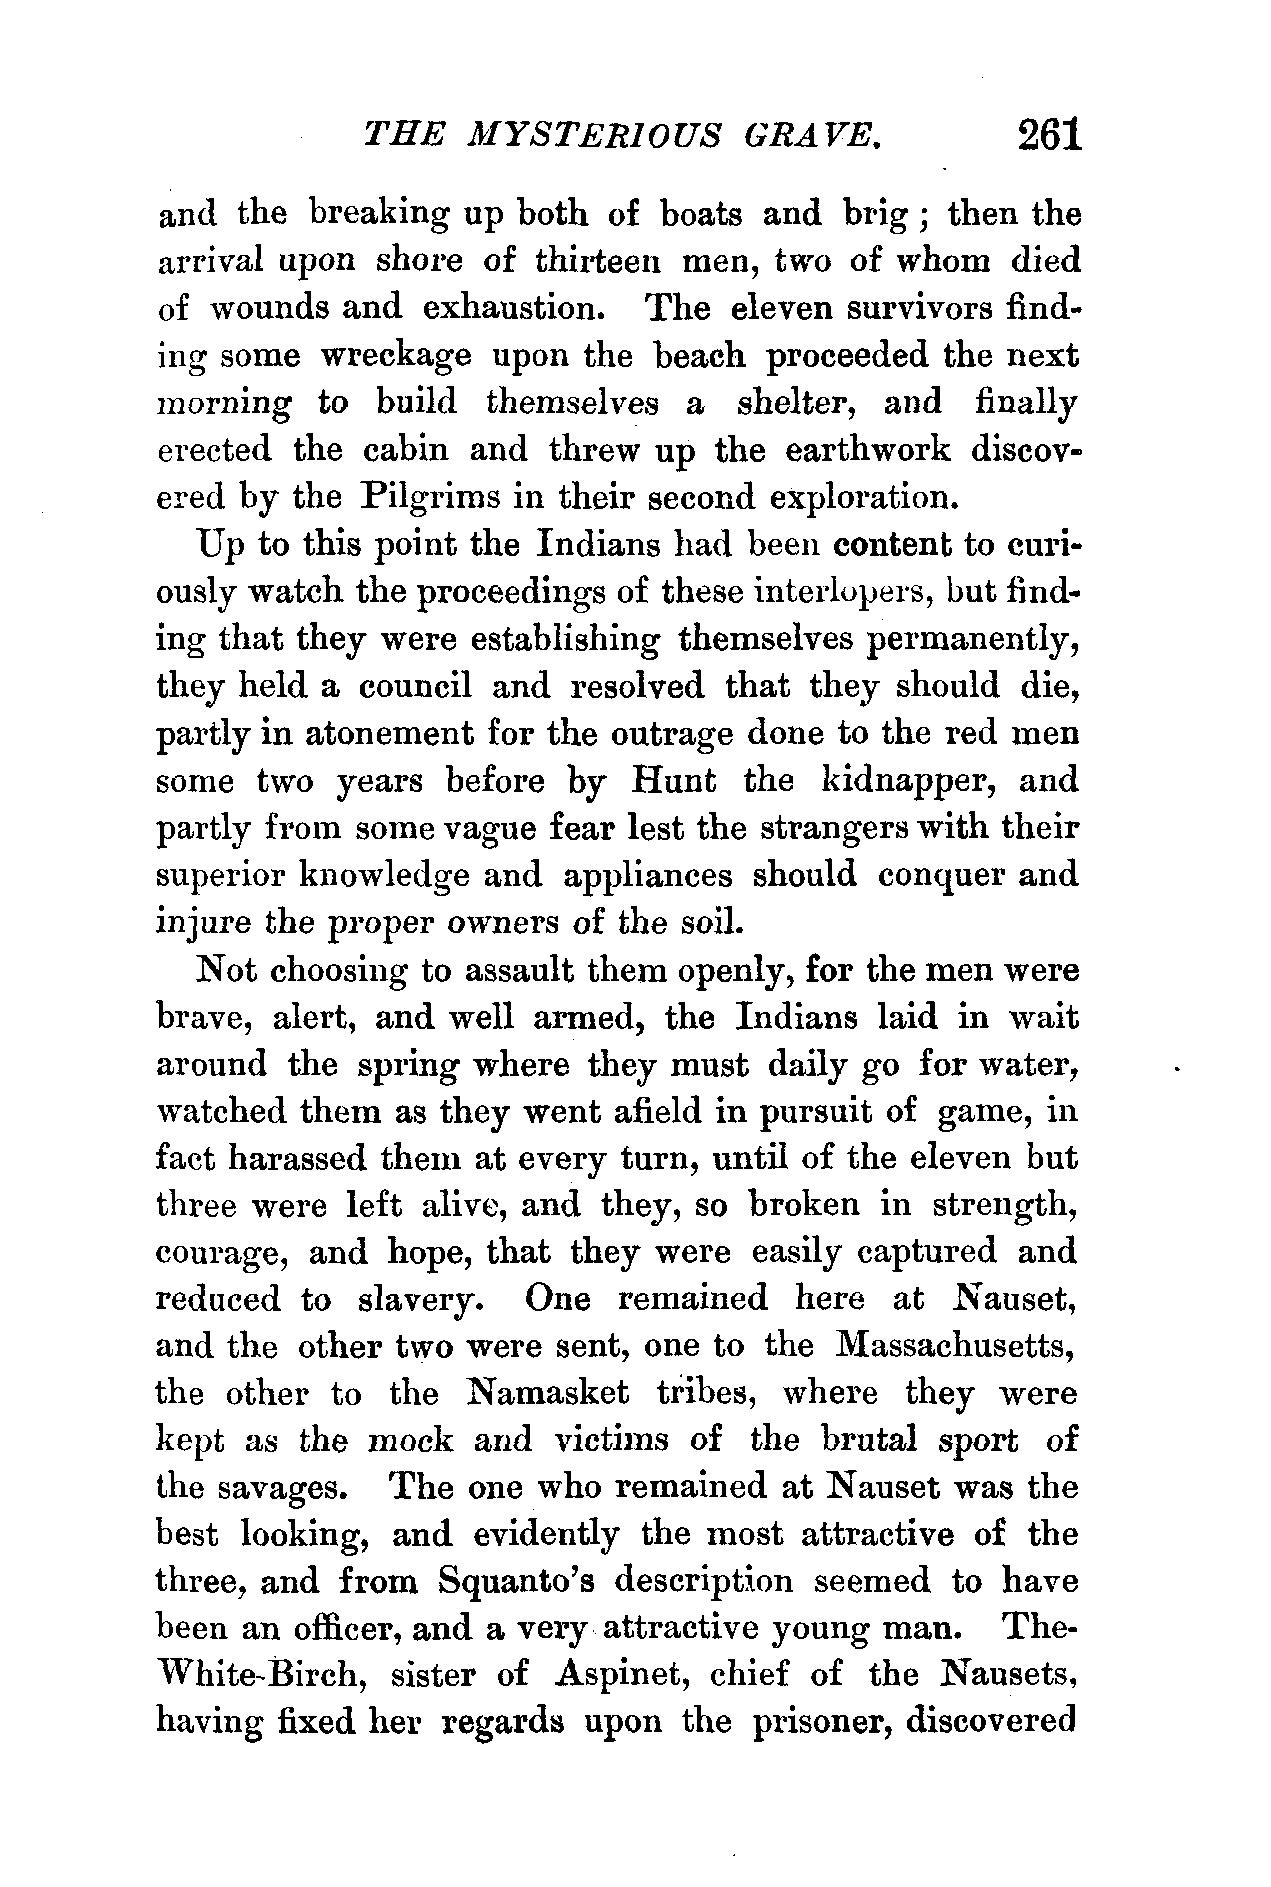 THE MYSTERIOUS GRAVE. 261
and the breaking up both of boats and brig ; then the
arrival upon shore of thirteen men, two of whom died
of wounds and exhaustion. The eleven survivors find-
ing some wreckage upon the beach proceeded the next
morning to build themselves a shelter, and finally
erected the cabin and threw up the earthwork discov-
ered by the Pilgrims in their second exploration.
Up to this point the Indians had been content to curi-
ously watch the proceedings of these interlopers, but find-
ing that they were establishing themselves permanently,
they held a council and resolved that they should die,
partly in atonement for the outrage done to the red men
some two years before by Hunt the kidnapper, and
partly from some vague fear lest the strangers with their
superior knowledge and appliances should conquer and
injure the proper owners of the soil.
Not choosing to assault them openly, for the men were
brave, alert, and well armed, the Indians laid in wait
around the spring where they must daily go for water,
watched them as they went afield in pursuit of game, in
fact harassed them at every turn, until of the eleven but
three were left alive, and they, so broken in strength,
courage, and hope, that they were easily captured and
reduced to slavery. One remained here at Nauset,
and the other two were sent, one to the Massachusetts,
the other to the Namasket tribes, where they were
kept as the mock and victims of the brutal sport of
the savages. The one who remained at Nauset was the
best looking, and evidently the most attractive of the
three, and from Squanto's description seemed to have
been an officer, and a very attractive young man. The-
White-Birch, sister of Aspinet, chief of the Nausets,
having fixed her regards upon the prisoner, discovered